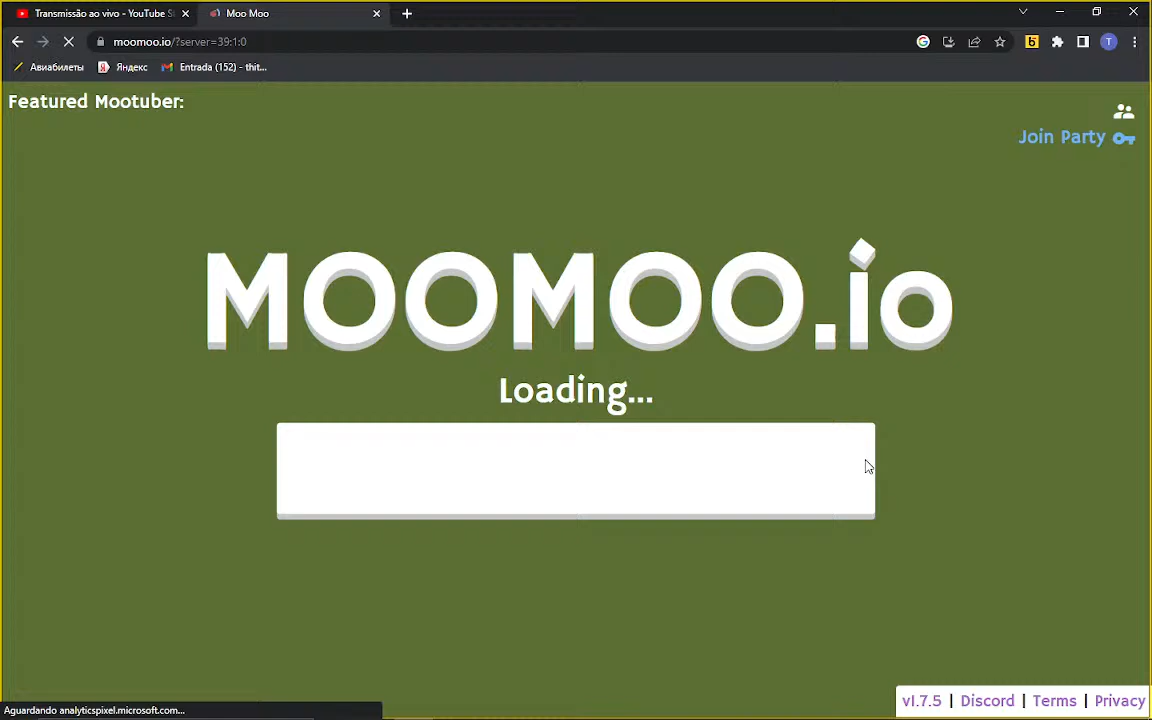 Transmissão ao vivo - YouTube S
Moo Moo
moomoo.io/?server=39:1:0
T
Авиабилеты
Яндекс
Entrada (152) - thit...
Featured Mootuber:
Join Party
MOOMOO.io
Loading...
v1.7.5 | Discord | Terms | Privacy
Aguardando analyticspixel.microsoft.com...